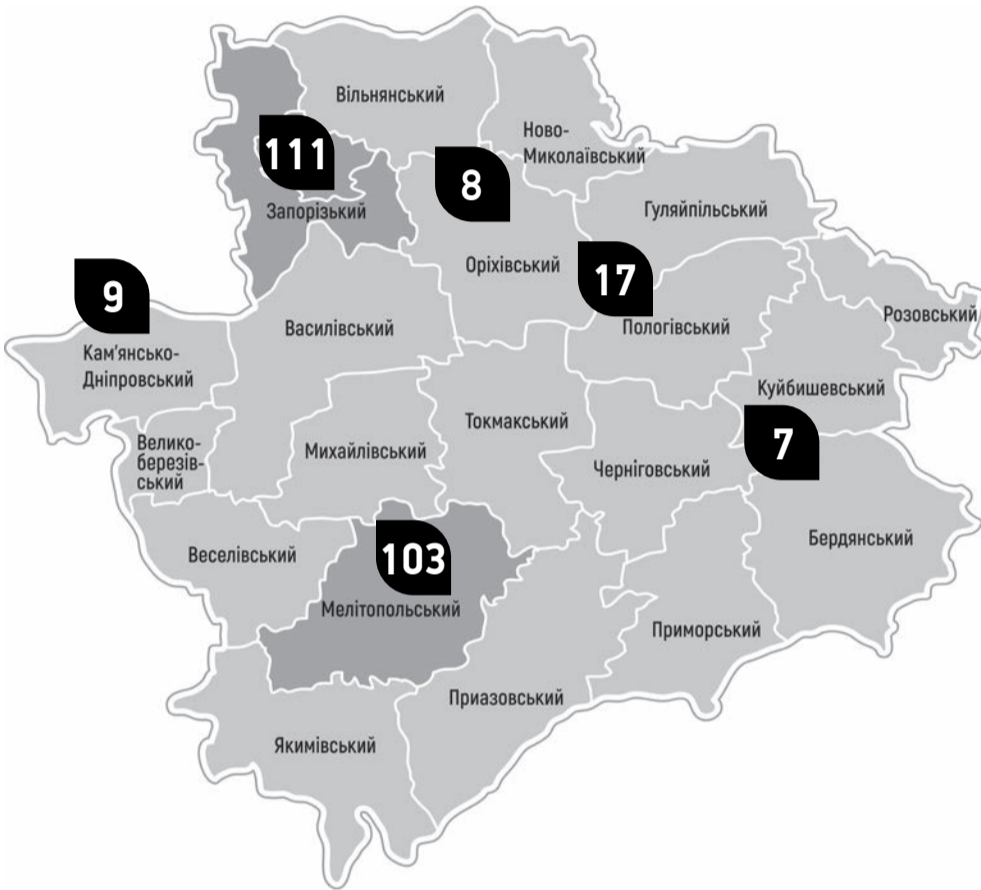 Вільнянський
Ново-
Миколаївський
111
8
Запорізький
Гуляйпільський
Оріхівський
17
9
Василівський
Пологівський
Розовський
Кам'янсько-
Дніпровський
Куйбишевський
Токмакський
7
Велико-
березів-
ський
Михайлівський
Черніговський
Веселівський
103
Бердянський
Мелітопольський
Приморський
Приазовський
Якимівський